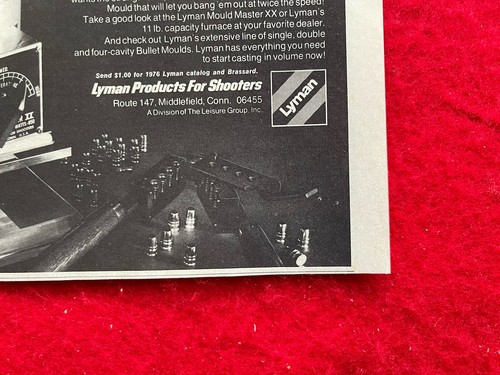 Mould that will let you bang 'em out at twice the speed!
Take a good look at the Lyman Mould Master XX or Lyman's
11 lb. capacity furnace at your favorite dealer.
And check out Lyman's extensive line of single, double
and four-cavity Bullet Moulds. Lyman has everything you need
to start casting in volume now!
Send $1.00 for 1976 Lyman catalog and Brassard.
Lyman Products For Shooters
Route 147, Middlefield, Conn. 06455
A Division of The Leisure Group, Inc.
Lyman